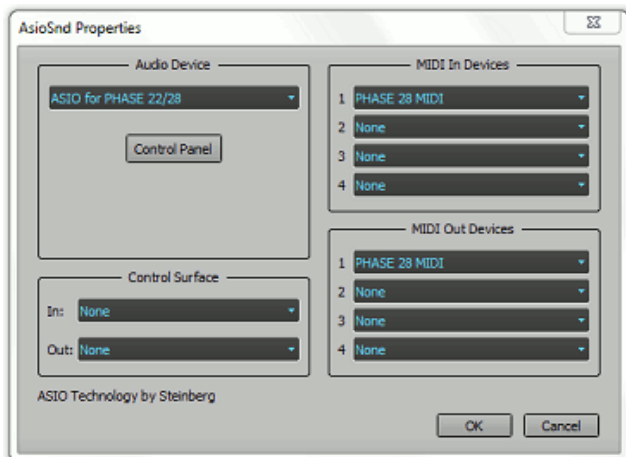 AsioSnd Properties
Audio Device
ASIO for PHASE 22/28
Control Panel
Control Surface
In: None
Out: None
ASIO Technology by Steinberg
MIDI In Devices
1 PHASE 28 MIDI
2 None
3 None
4 None
MIDI Out Devices
1 PHASE 28 MIDI
2 None
3 None
4 None
OK
Cancel